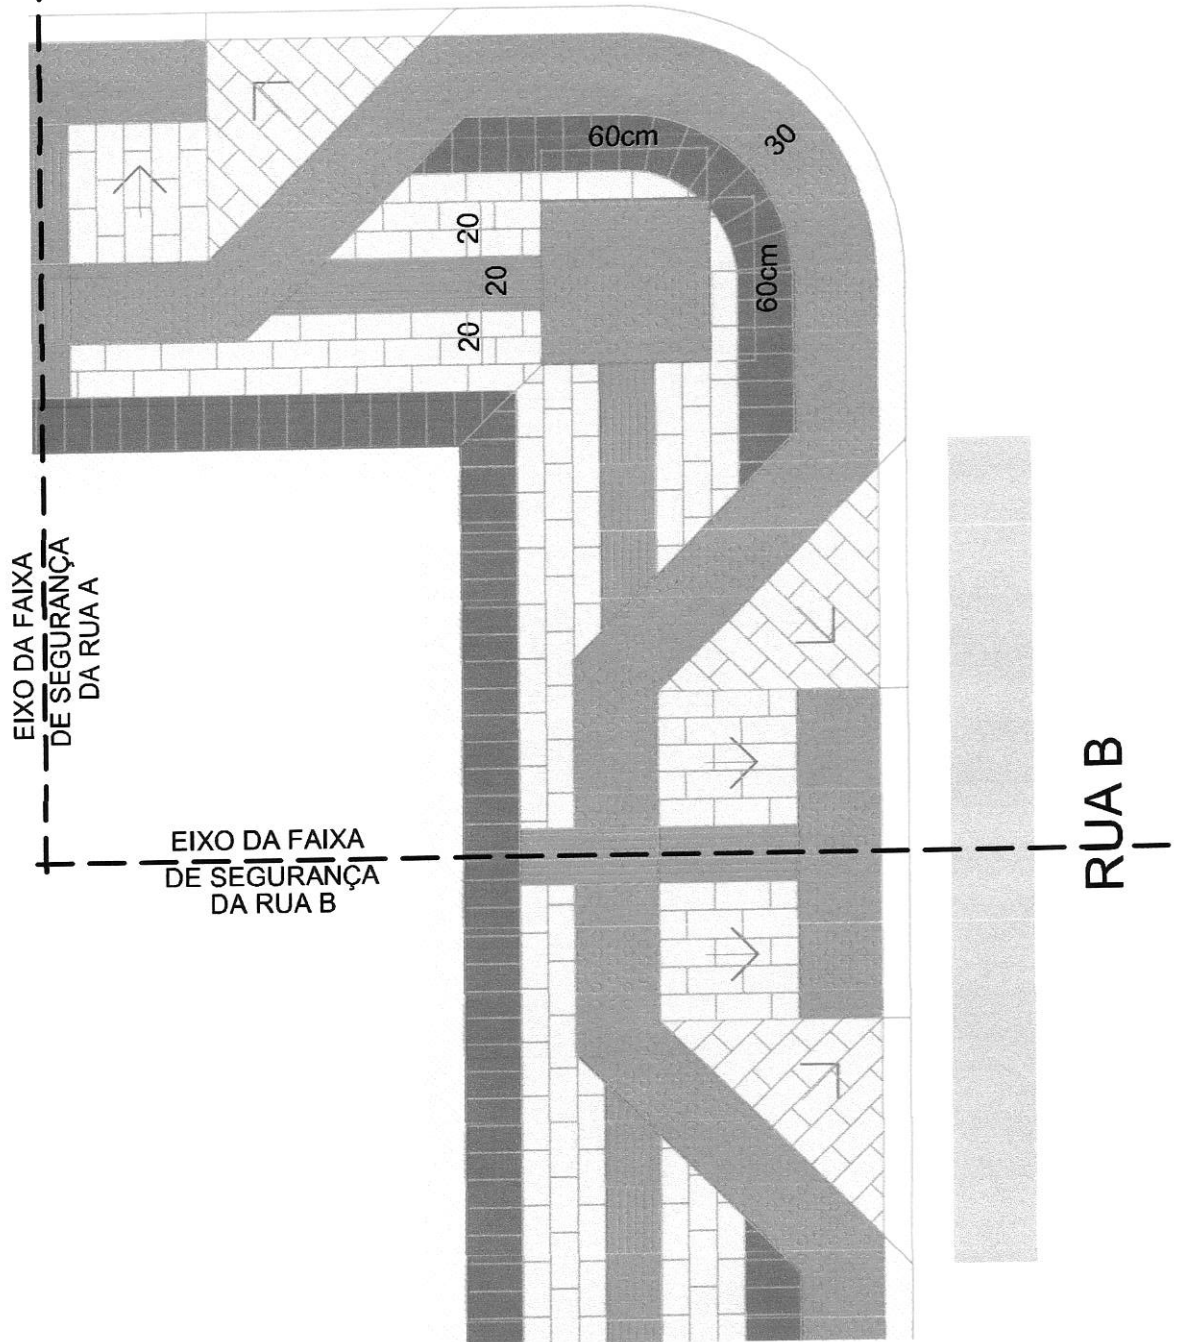 60cm
30
20
20
20
60cm
EIXO DA FAIXA
DE SEGURANÇA
DA RUA A
EIXO DA FAIXA
DE SEGURANÇA
DA RUA B
RUA B